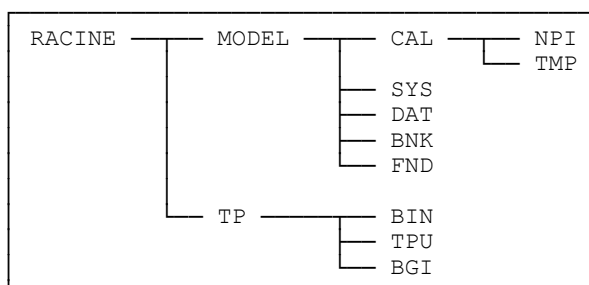 RACINE MODEL CAL NPI
TMP
SYS
DAT
BNK
FND
TP BIN
TPU
BGI